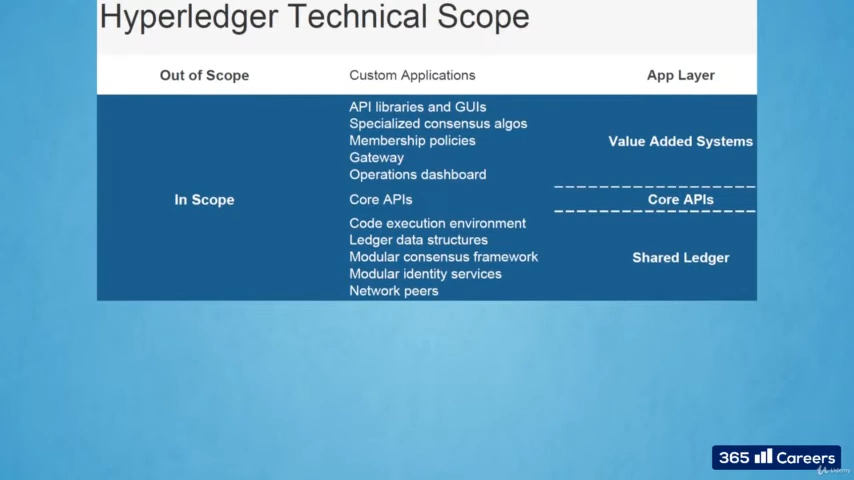 Hyperledger Technical Scope
Out of Scope
Custom Applications
App Layer
API libraries and GUIs
Specialized consensus algos
Membership policies
Gateway
Operations dashboard
Value Added Systems
In Scope
Core APIs
Core APIs
Code execution environment
Ledger data structures
Modular consensus framework
Modular identity services
Network peers
Shared Ledger
365 Careers
Udemy